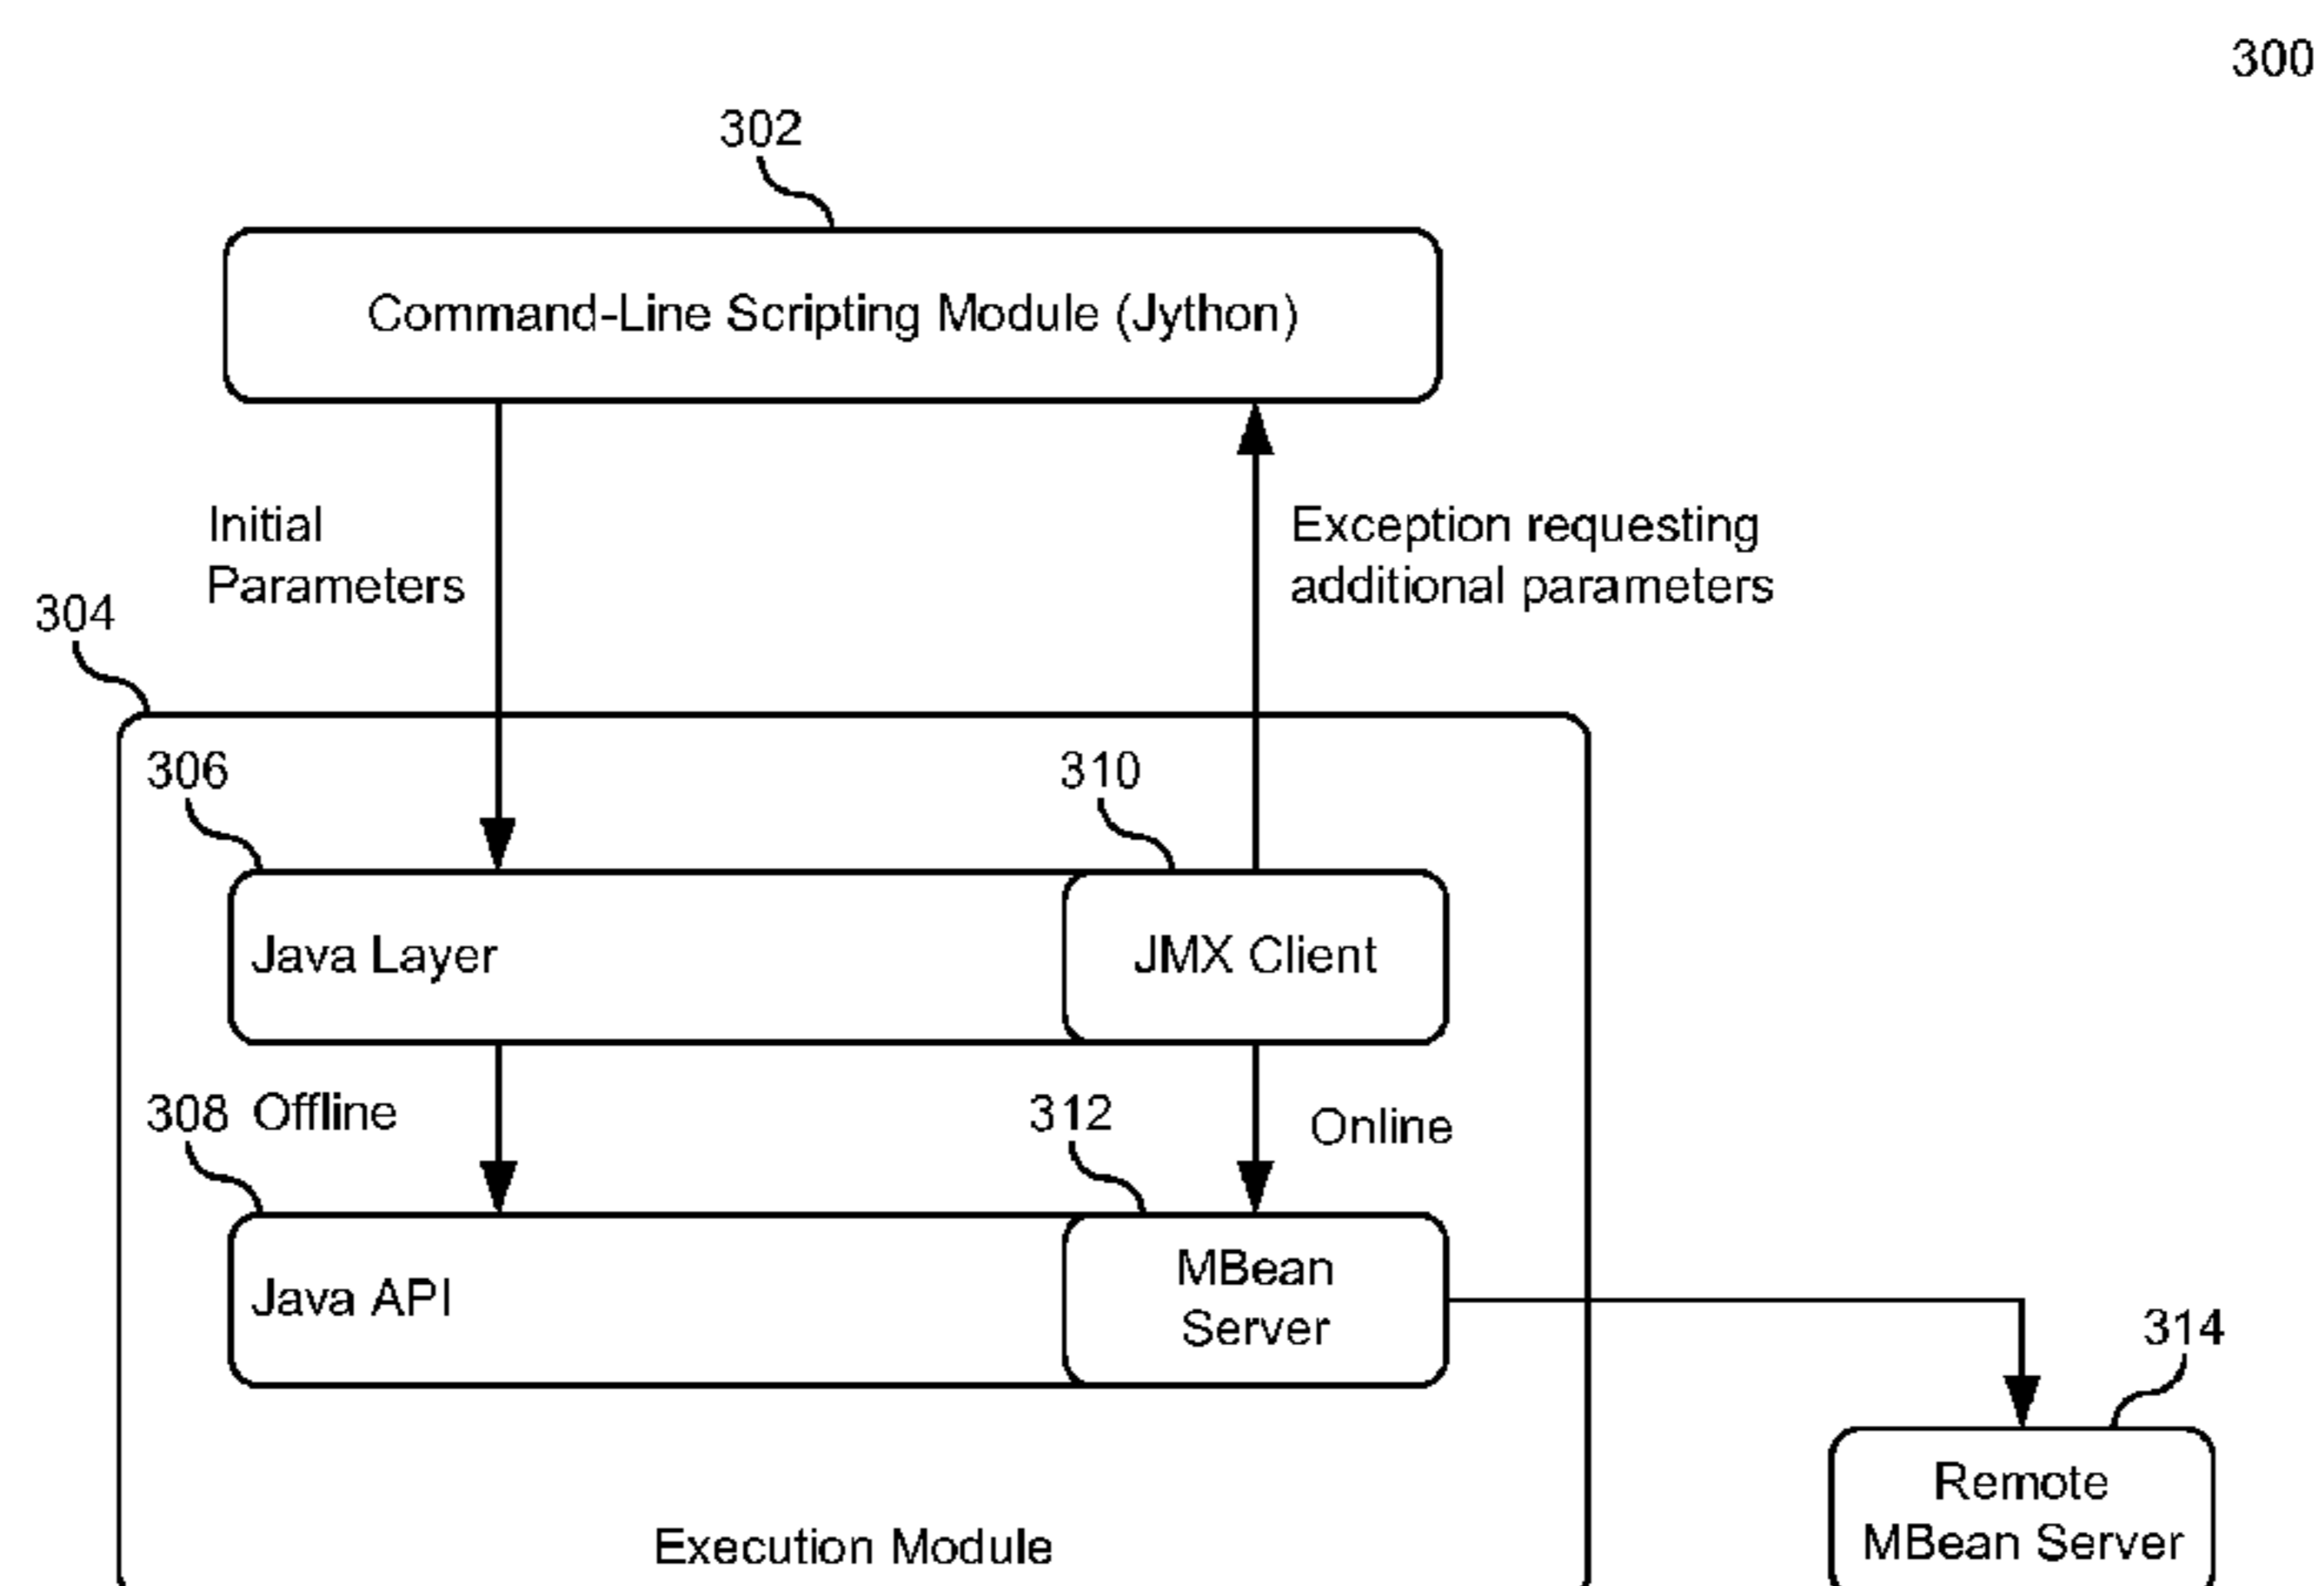 300
302
Command-Line Scripting Module (Jython)
Initial
Parameters
Exception requesting
additional parameters
304
306
310
Java Layer
JMX Client
308
Offline
312
Online
Java API
MBean
Server
314
Remote
MBean Server
Execution Module